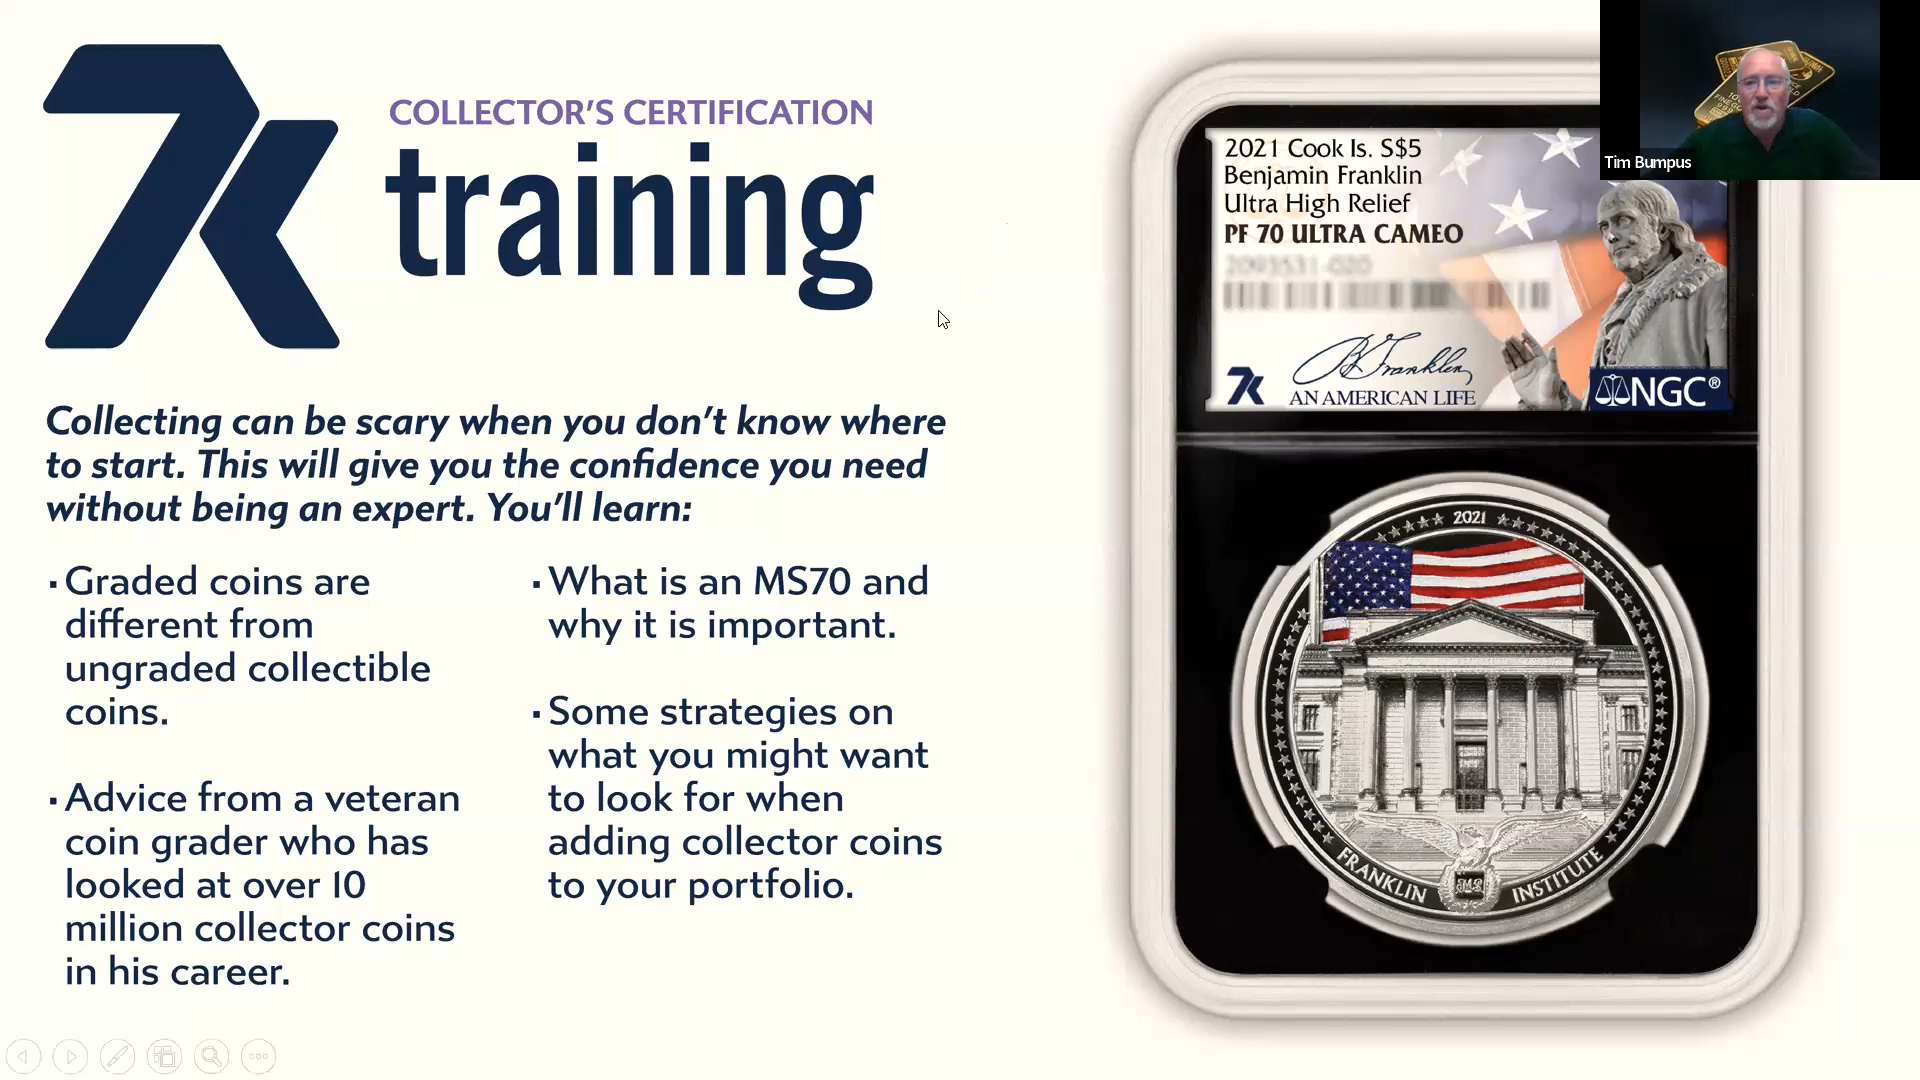 7k
COLLECTOR'S CERTIFICATION
training
Collecting can be scary when you don't know where
to start. This will give you the confidence you need
without being an expert. You'll learn:
· Graded coins are
different from
ungraded collectible
coins.
· Advice from a veteran
coin grader who has
looked at over 10
million collector coins
in his career.
· What is an MS70 and
why it is important.
· Some strategies on
what you might want
to look for when
adding collector coins
to your portfolio.
2021 Cook Is. S$5
Benjamin Franklin
Ultra High Relief
PF 70 ULTRA CAMEO
B Franklin
7k
AN AMERICAN LIFE
NGC®
2021
FRANKLIN INSTITUTE
Tim Bumpus